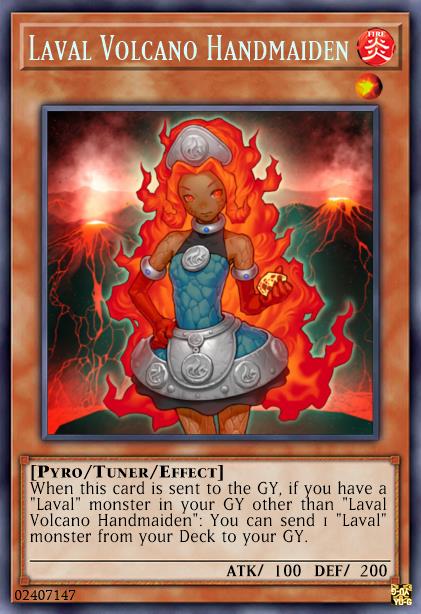 LAVAL VOLCANO HANDMAIDEN
FIRE
炎
[PYRO/TUNER/EFFECT]
When this card is sent to the GY, if you have a
"Laval" monster in your GY other than "Laval
Volcano Handmaiden": You can send 1 "Laval"
monster from your Deck to your GY.
ATK/ 100 DEF/ 200
02407147